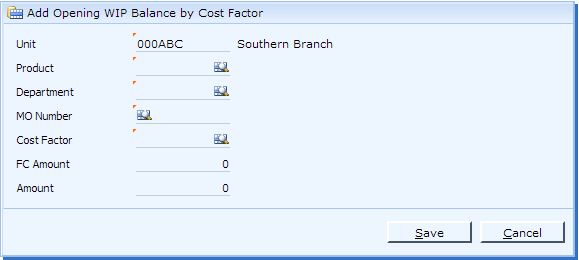 Add Opening WIP Balance by Cost Factor
Unit 000ABC Southern Branch
Product
Department
MO Number
Cost Factor
FC Amount 0
Amount 0
Save Cancel